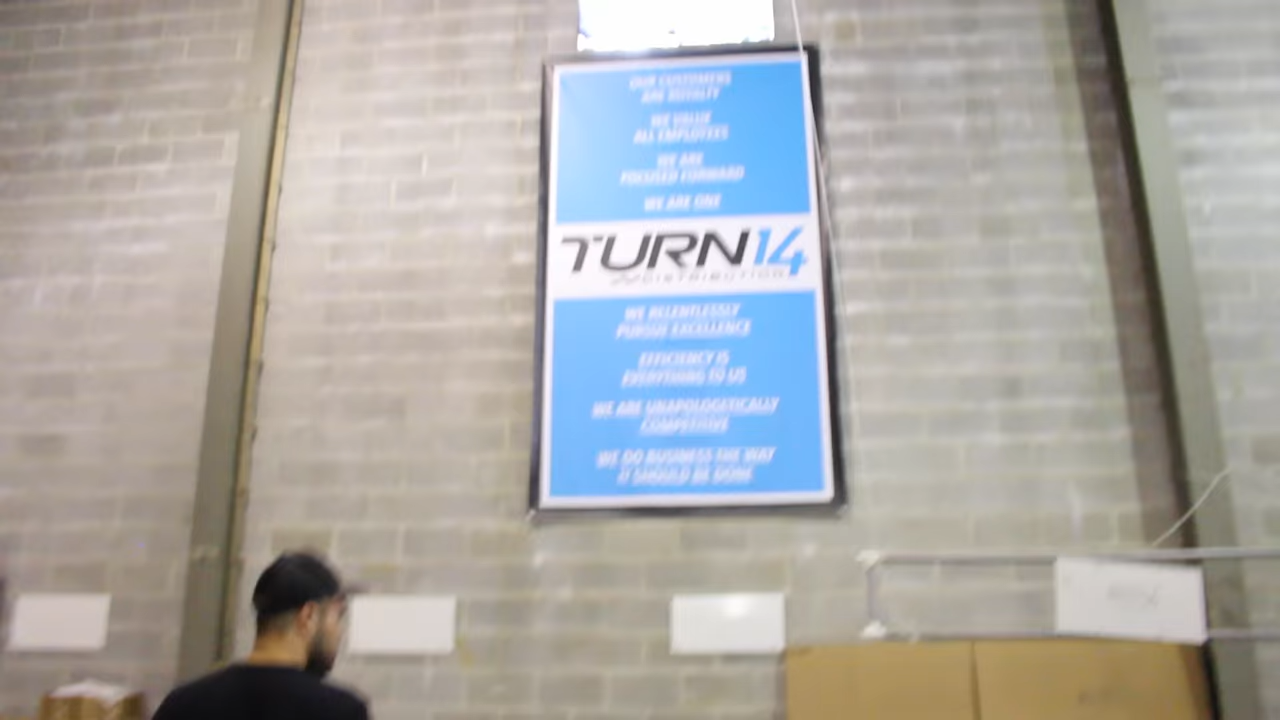 OUR CUSTOMERS
ARE ROYALTY
WE VALUE
ALL EMPLOYEES
WE ARE
FOCUSED FORWARD
WE ARE ONE
TURN14
DISTRIBUTION
WE RELENTLESSLY
PURSUE EXCELLENCE
EFFICIENCY IS
EVERYTHING TO US
WE ARE UNAPOLOGETICALLY
COMPETITIVE
WE DO BUSINESS THE WAY
IT SHOULD BE DONE